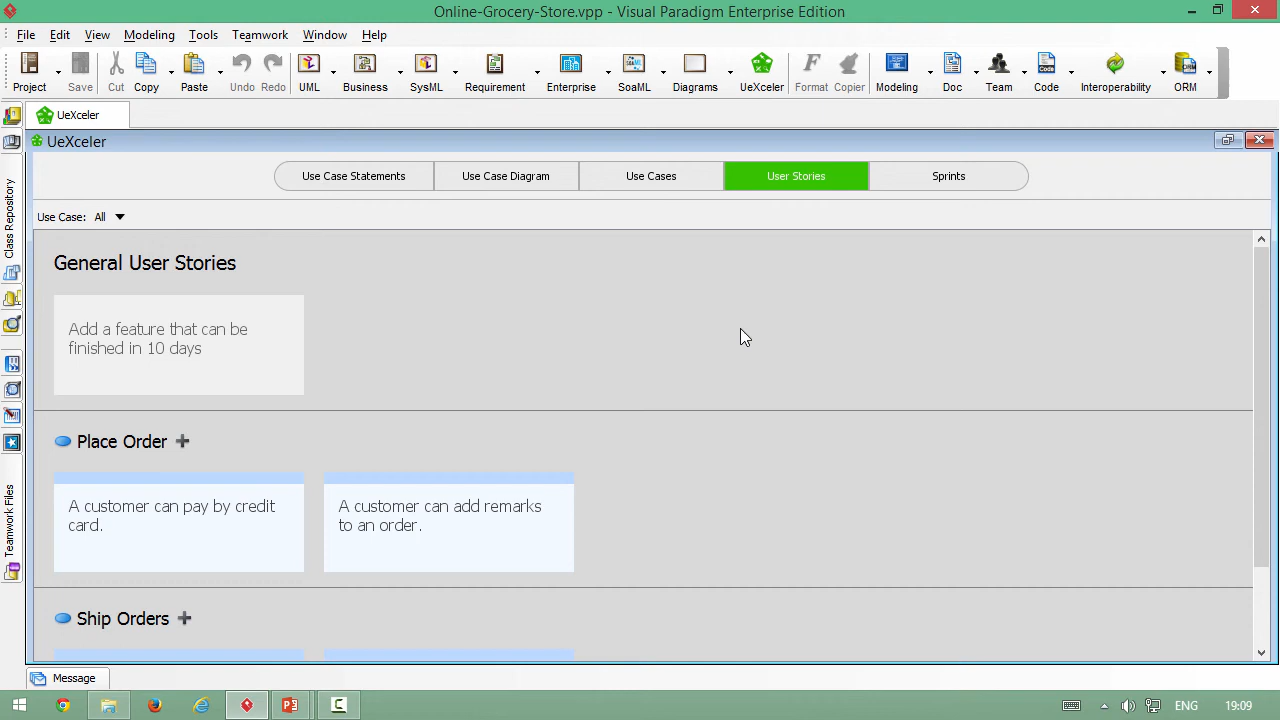 Online-Grocery-Store.vpp - Visual Paradigm Enterprise Edition
File Edit View Modeling Tools Teamwork Window Help
Project Save Cut Copy Paste Undo Redo UML Business SysML Requirement Enterprise SoaML Diagrams UeXceler Format Copier Modeling Doc Team Code Interoperability ORM
UeXceler
UeXceler
Use Case Statements Use Case Diagram Use Cases User Stories Sprints
Use Case: All
Class Repository
Teamwork Files
General User Stories
Add a feature that can be
finished in 10 days
Place Order
A customer can pay by credit
card.
A customer can add remarks
to an order.
Ship Orders
Message
ENG 19:09